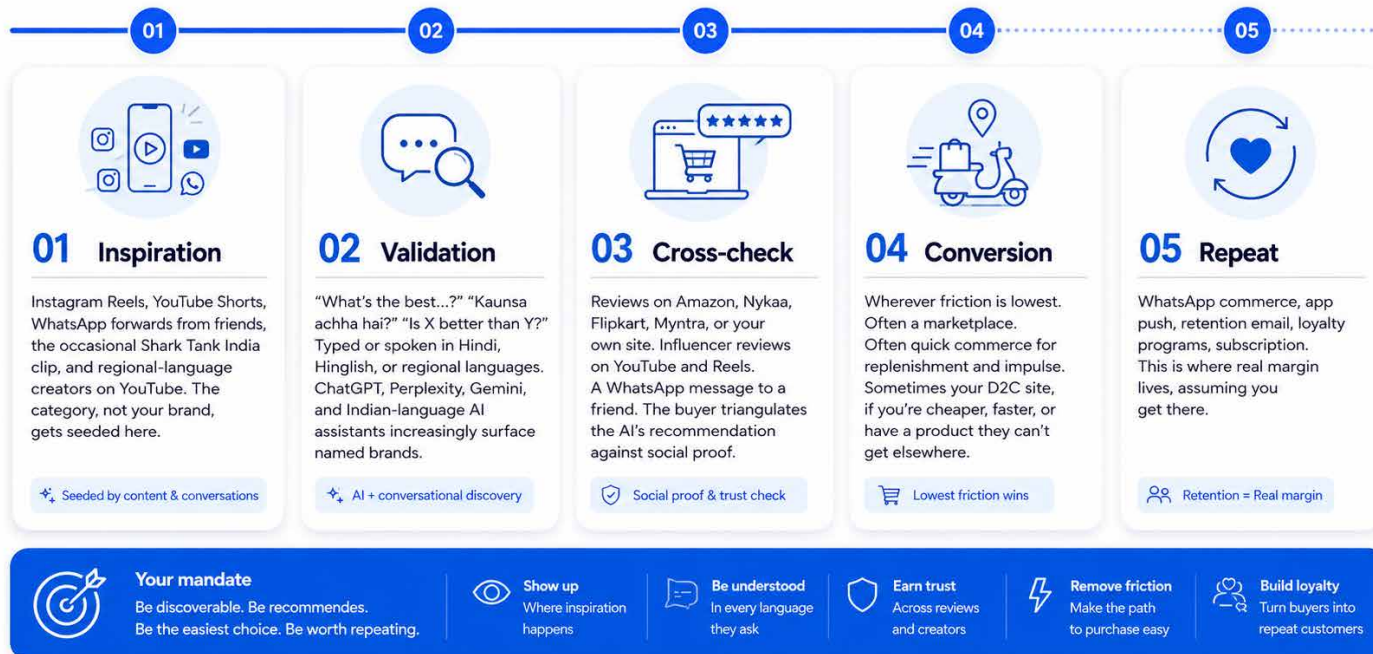 01
02
03
04
05
01 Inspiration
Instagram Reels, YouTube Shorts,
WhatsApp forwards from friends,
the occasional Shark Tank India
clip, and regional-language
creators on YouTube. The
category, not your brand,
gets seeded here.
Seeded by content & conversations
02 Validation
“What’s the best...?” “Kaunsa
achha hai?” “Is X better than Y?”
Typed or spoken in Hindi,
Hinglish, or regional languages.
ChatGPT, Perplexity, Gemini,
and Indian-language AI
assistants increasingly surface
named brands.
AI + conversational discovery
03 Cross-check
Reviews on Amazon, Nykaa,
Flipkart, Myntra, or your
own site. Influencer reviews
on YouTube and Reels.
A WhatsApp message to a
friend. The buyer triangulates
the AI’s recommendation
against social proof.
Social proof & trust check
04 Conversion
Wherever friction is lowest.
Often a marketplace.
Often quick commerce for
replenishment and impulse.
Sometimes your D2C site,
if you’re cheaper, faster, or
have a product they can’t
get elsewhere.
Lowest friction wins
05 Repeat
WhatsApp commerce, app
push, retention email, loyalty
programs, subscription.
This is where real margin
lives, assuming you
get there.
Retention = Real margin
Your mandate
Be discoverable. Be recommendes.
Be the easiest choice. Be worth repeating.
Show up
Where inspiration
happens
Be understood
In every language
they ask
Earn trust
Across reviews
and creators
Remove friction
Make the path
to purchase easy
Build loyalty
Turn buyers into
repeat customers